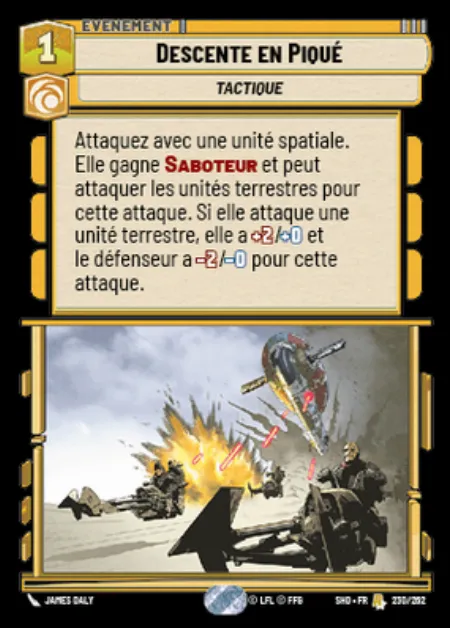 EVENEMENT
1
DESCENTE EN PIQUÉ
TACTIQUE
Attaquez avec une unité spatiale.
Elle gagne SABOTEUR et peut
attaquer les unités terrestres pour
cette attaque. Si elle attaque une
unité terrestre, elle a +2/+0 et
le défenseur a -2/-0 pour cette
attaque.
JAMES DALY
© LFL © FFG
SHD • FR
230/262